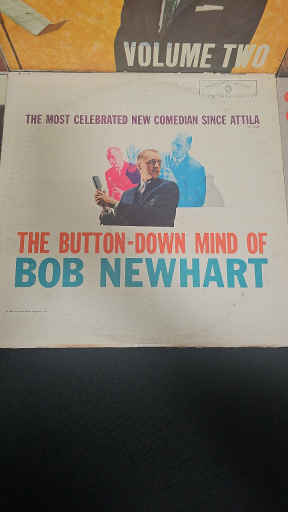 VOLUME TWO
THE MOST CELEBRATED NEW COMEDIAN SINCE ATTILA
THE BUTTON-DOWN MIND OF
BOB NEWHART